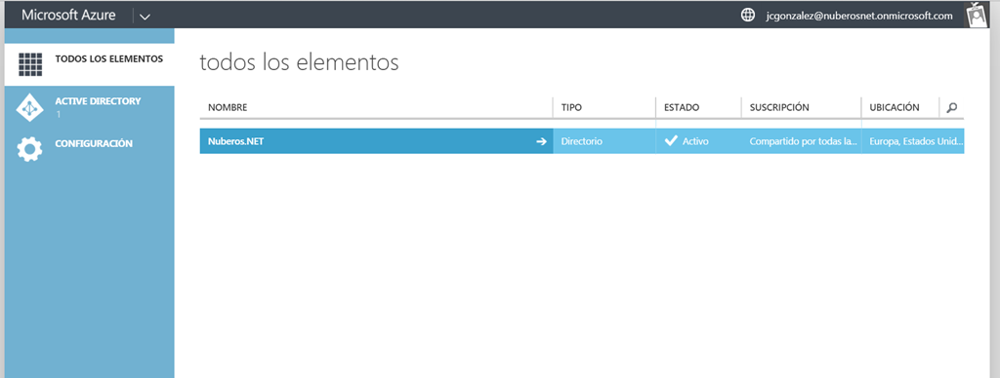 Microsoft Azure
jcgonzalez@nuberosnet.onmicrosoft.com
TODOS LOS ELEMENTOS
ACTIVE DIRECTORY
1
CONFIGURACIÓN
todos los elementos
NOMBRE TIPO ESTADO SUSCRIPCIÓN UBICACIÓN
Nuberos.NET Directorio Activo Compartido por todas la... Europa, Estados Unid...